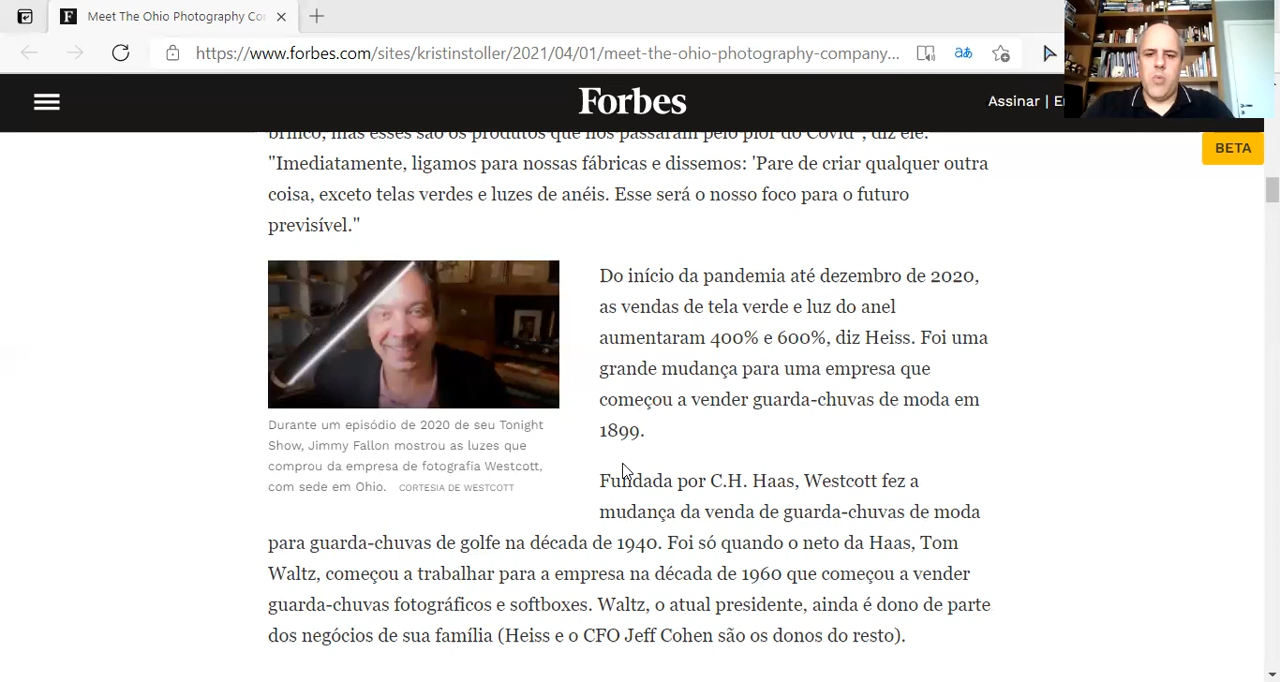 Meet The Ohio Photography Co
https://www.forbes.com/sites/kristinstoller/2021/04/01/meet-the-ohio-photography-company...
Forbes
Assinar |
BETA
brinco, mas esses são os produtos que nos passaram pelo pior do Covid", diz ele.
"Imediatamente, ligamos para nossas fábricas e dissemos: 'Pare de criar qualquer outra
coisa, exceto telas verdes e luzes de anéis. Esse será o nosso foco para o futuro
previsível."
Durante um episódio de 2020 de seu Tonight
Show, Jimmy Fallon mostrou as luzes que
comprou da empresa de fotografia Westcott,
com sede em Ohio. CORTESIA DE WESTCOTT
Do início da pandemia até dezembro de 2020,
as vendas de tela verde e luz do anel
aumentaram 400% e 600%, diz Heiss. Foi uma
grande mudança para uma empresa que
começou a vender guarda-chuvas de moda em
1899.
Fundada por C.H. Haas, Westcott fez a
mudança da venda de guarda-chuvas de moda
para guarda-chuvas de golfe na década de 1940. Foi só quando o neto da Haas, Tom
Waltz, começou a trabalhar para a empresa na década de 1960 que começou a vender
guarda-chuvas fotográficos e softboxes. Waltz, o atual presidente, ainda é dono de parte
dos negócios de sua família (Heiss e o CFO Jeff Cohen são os donos do resto).